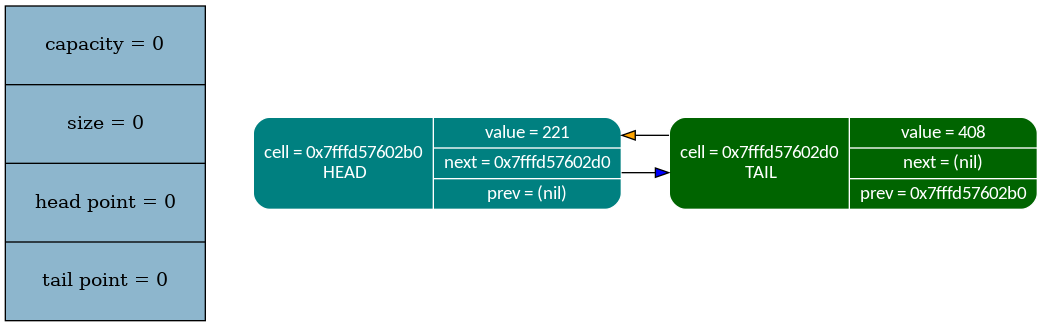 capacity = 0
size = 0
head point = 0
tail point = 0
cell = 0x7fffd57602b0
HEAD
value = 221
next = 0x7fffd57602d0
prev = (nil)
cell = 0x7fffd57602d0
TAIL
value = 408
next = (nil)
prev = 0x7fffd57602b0